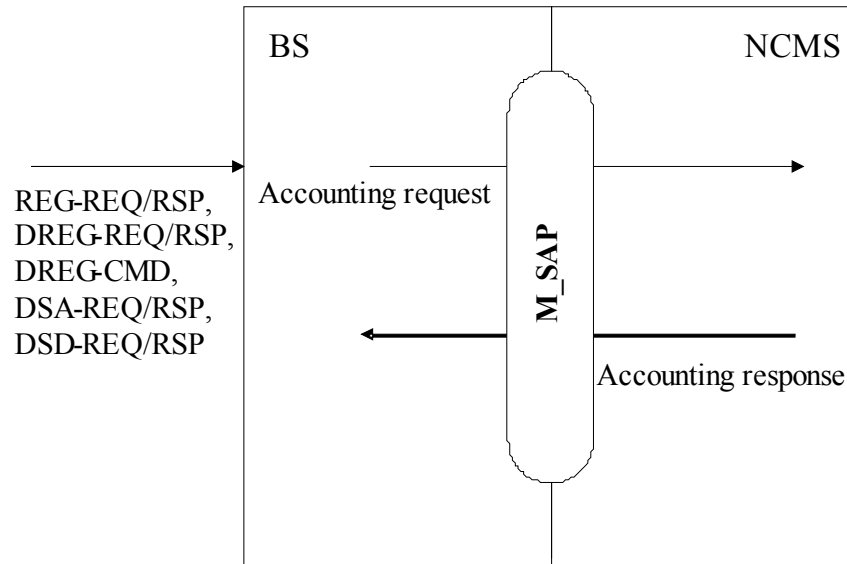 BS
NCMS
REG-REQ/RSP,
DREG-REQ/RSP,
DREG-CMD,
DSA-REQ/RSP,
DSD-REQ/RSP
Accounting request
M_SAP
Accounting response